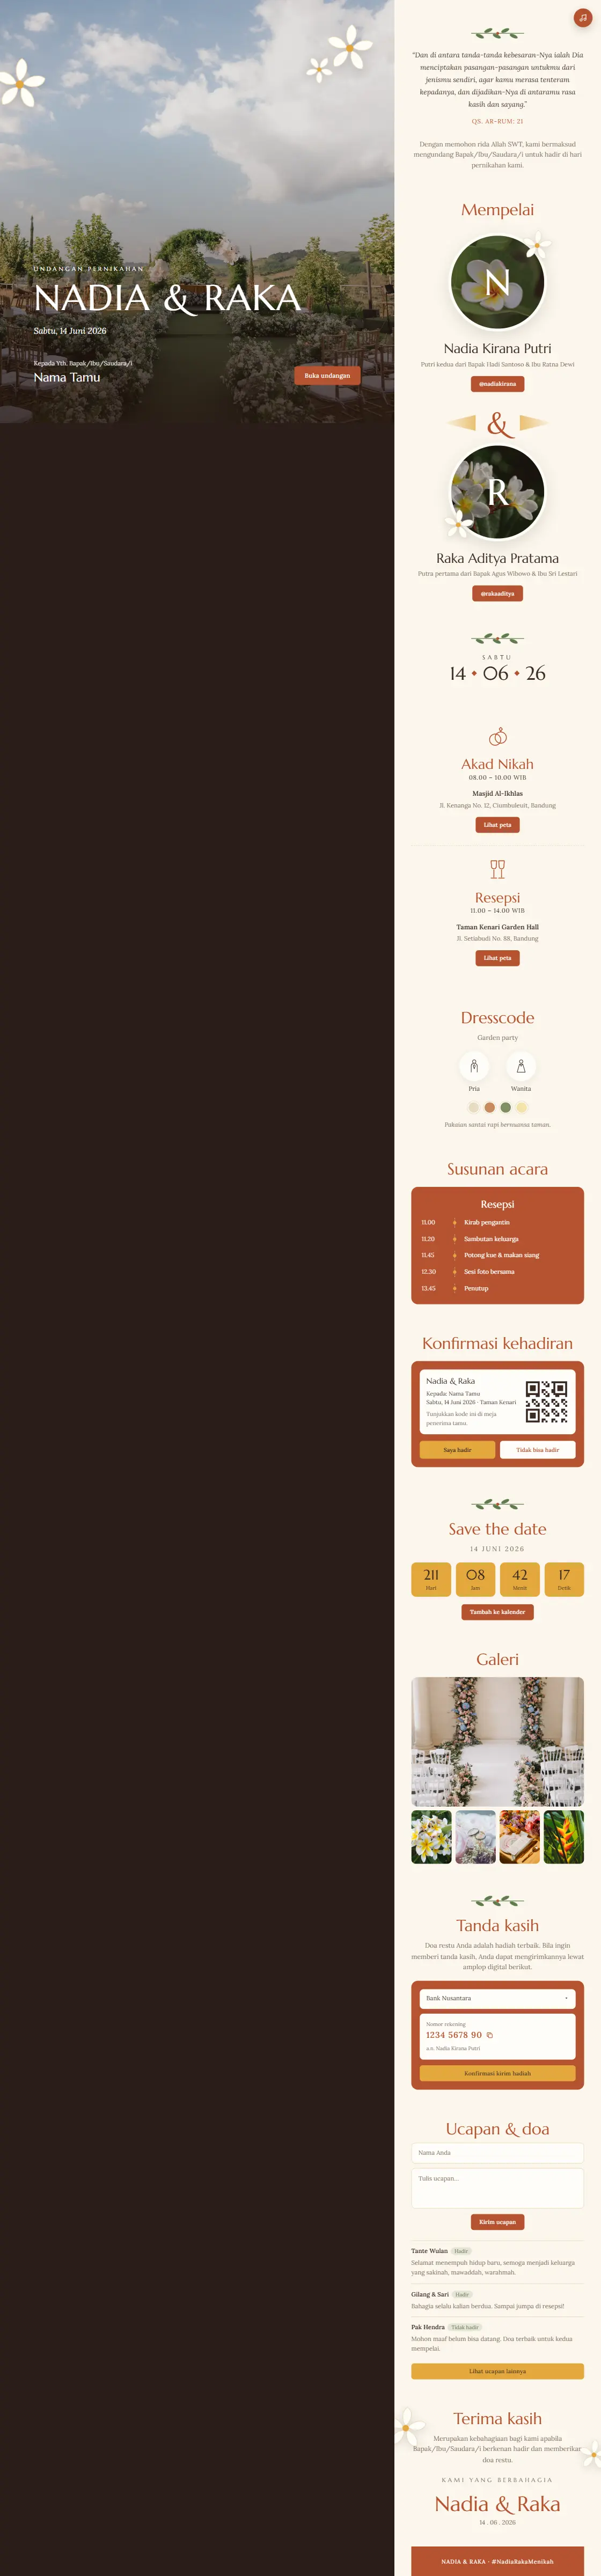 UNDANGAN PERNIKAHAN
NADIA & RAKA
Sabtu, 14 Juni 2026
Kepada Yth. Bapak/Ibu/Saudara/i
Nama Tamu
Buka undangan
"Dan di antara tanda-tanda kebesaran-Nya ialah Dia
menciptakan pasangan-pasangan untukmu dari
jenismu sendiri, agar kamu merasa tenteram
kepadanya, dan dijadikan-Nya di antaramu rasa
kasih dan sayang."
QS. AR-RUM: 21
Dengan memohon rida Allah SWT, kami bermaksud
mengundang Bapak/Ibu/Saudara/i untuk hadir di hari
pernikahan kami.
Mempelai
N
Nadia Kirana Putri
Putri kedua dari Bapak Hadi Santoso & Ibu Ratna Dewi
@nadiakirana
&
R
Raka Aditya Pratama
Putra pertama dari Bapak Agus Wibowo & Ibu Sri Lestari
@rakaaditya
SABTU
14 • 06 • 26
Akad Nikah
08.00 – 10.00 WIB
Masjid Al-Ikhlas
Jl. Kenanga No. 12, Ciumbuleuit, Bandung
Lihat peta
Resepsi
11.00 – 14.00 WIB
Taman Kenari Garden Hall
Jl. Setiabudi No. 88, Bandung
Lihat peta
Dresscode
Garden party
Pria
Wanita
Pakaian santai rapi bernuansa taman.
Susunan acara
Resepsi
11.00 Kirab pengantin
11.20 Sambutan keluarga
11.45 Potong kue & makan siang
12.30 Sesi foto bersama
13.45 Penutup
Konfirmasi kehadiran
Nadia & Raka
Kepada: Nama Tamu
Sabtu, 14 Juni 2026 · Taman Kenari
Tunjukkan kode ini di meja
penerima tamu.
Saya hadir
Tidak bisa hadir
Save the date
14 JUNI 2026
211 08 42 17
Hari Jam Menit Detik
Tambah ke kalender
Galeri
Tanda kasih
Doa restu Anda adalah hadiah terbaik. Bila ingin
memberi tanda kasih, Anda dapat mengirimkannya lewat
amplop digital berikut.
Bank Nusantara
Nomor rekening
1234 5678 90
a.n. Nadia Kirana Putri
Konfirmasi kirim hadiah
Ucapan & doa
Nama Anda
Tulis ucapan...
Kirim ucapan
Tante Wulan Hadir
Selamat menempuh hidup baru, semoga menjadi keluarga
yang sakinah, mawaddah, warahmah.
Gilang & Sari Hadir
Bahagia selalu kalian berdua. Sampai jumpa di resepsi!
Pak Hendra Tidak hadir
Mohon maaf belum bisa datang. Doa terbaik untuk kedua
mempelai.
Lihat ucapan lainnya
Terima kasih
Merupakan kebahagiaan bagi kami apabila
Bapak/Ibu/Saudara/i berkenan hadir dan memberikan
doa restu.
KAMI YANG BERBAHAGIA
Nadia & Raka
14 . 06 . 2026
NADIA & RAKA · #NadiaRakaMenikah